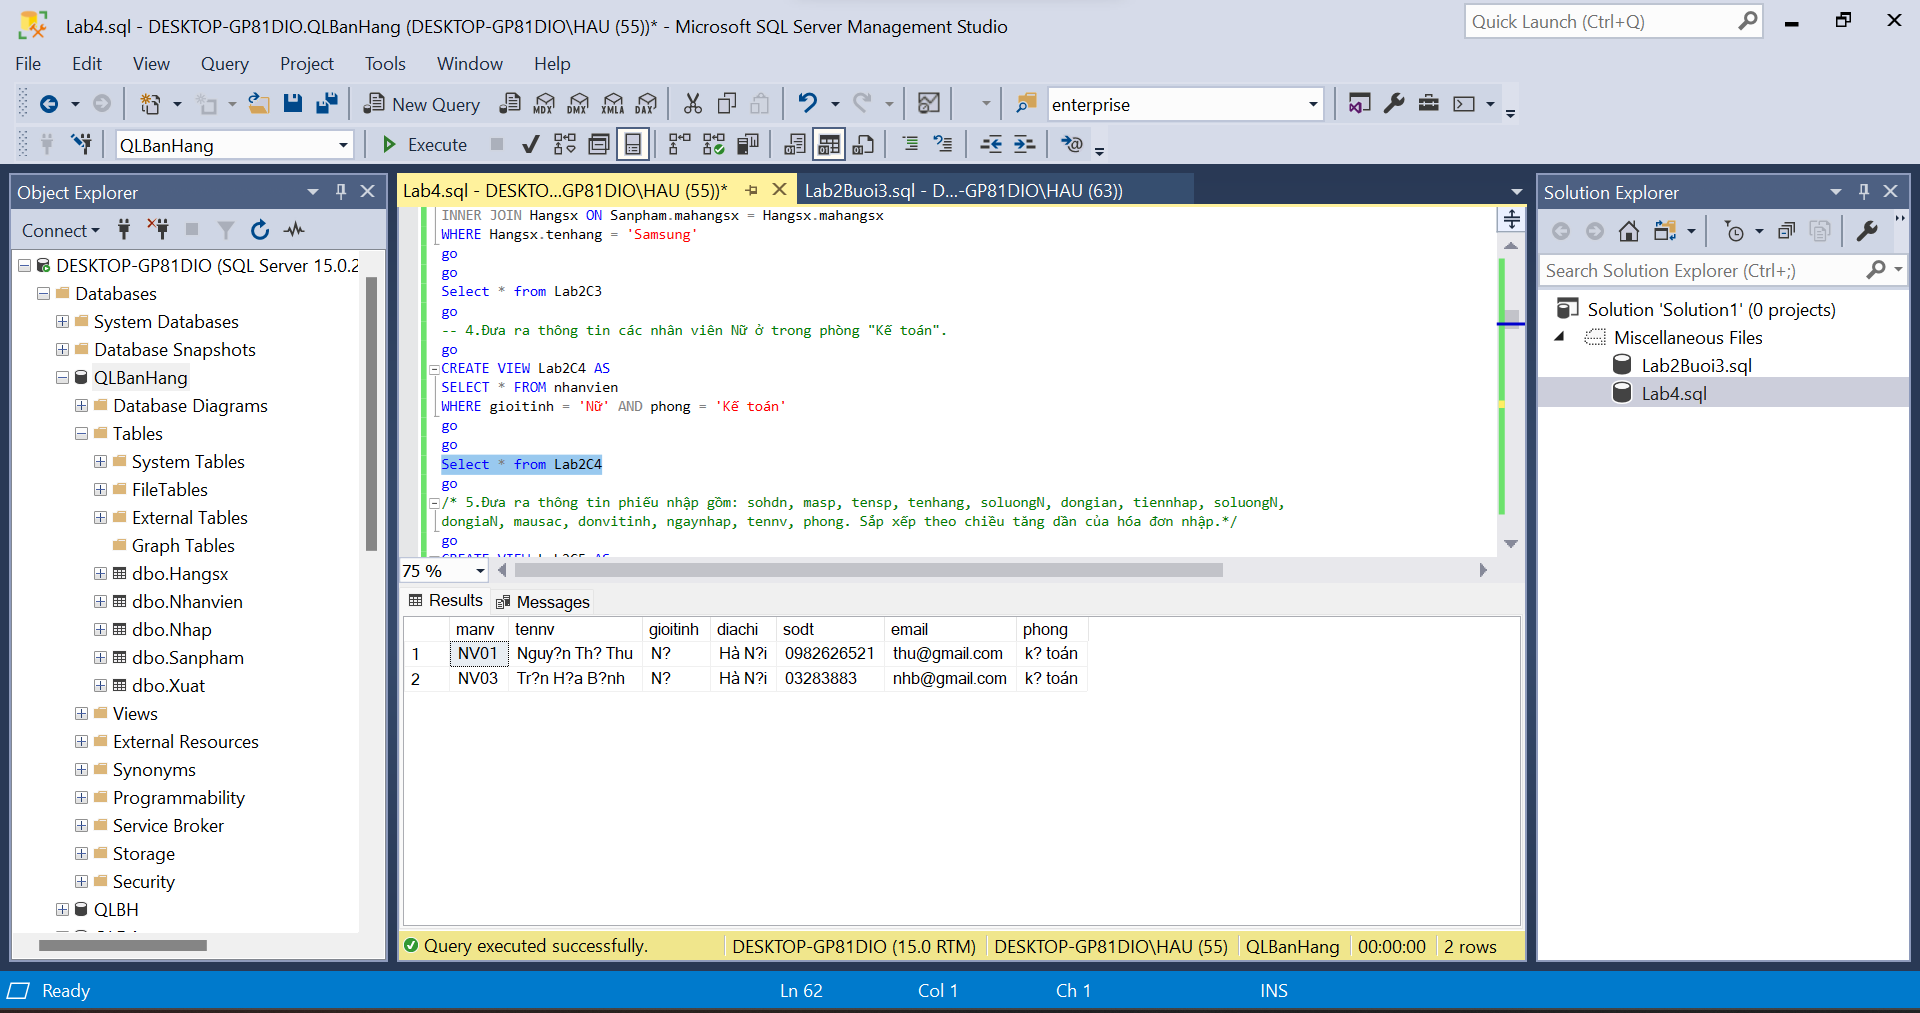 Lab4.sql - DESKTOP-GP81DIO.QLBanHang (DESKTOP-GP81DIO\HAU (55))* - Microsoft SQL Server Management Studio
Quick Launch (Ctrl+Q)
File Edit View Query Project Tools Window Help
New Query
MDX DMX XMLA DAX
enterprise
QLBanHang
Execute
Object Explorer
Connect
DESKTOP-GP81DIO (SQL Server 15.0.2
Databases
System Databases
Database Snapshots
QLBanHang
Database Diagrams
Tables
System Tables
FileTables
External Tables
Graph Tables
dbo.Hangsx
dbo.Nhanvien
dbo.Nhap
dbo.Sanpham
dbo.Xuat
Views
External Resources
Synonyms
Programmability
Service Broker
Storage
Security
QLBH
Lab4.sql - DESKTO...GP81DIO\HAU (55))*
Lab2Buoi3.sql - D...-GP81DIO\HAU (63))
INNER JOIN Hangsx ON Sanpham.mahangsx = Hangsx.mahangsx
WHERE Hangsx.tenhang = 'Samsung'
go
go
Select * from Lab2C3
go
-- 4.Đưa ra thông tin các nhân viên Nữ ở trong phòng "Kế toán".
go
CREATE VIEW Lab2C4 AS
SELECT * FROM nhanvien
WHERE gioitinh = 'Nữ' AND phong = 'Kế toán'
go
go
Select * from Lab2C4
go
/* 5.Đưa ra thông tin phiếu nhập gồm: sohdn, masp, tensp, tenhang, soluongN, dongian, tiennhap, soluongN,
dongiaN, mausac, donvitinh, ngaynhap, tennv, phong. Sắp xếp theo chiều tăng dần của hóa đơn nhập.*/
go
CREATE VIEW Lab2C5 AS
75 %
Results Messages
manv tennv gioitinh diachi sodt email phong
1 NV01 Nguy?n Th? Thu N? Hà N?i 0982626521 thu@gmail.com k? toán
2 NV03 Tr?n H?a B?nh N? Hà N?i 03283883 nhb@gmail.com k? toán
Query executed successfully.
DESKTOP-GP81DIO (15.0 RTM) DESKTOP-GP81DIO\HAU (55) QLBanHang 00:00:00 2 rows
Solution Explorer
Search Solution Explorer (Ctrl+;)
Solution 'Solution1' (0 projects)
Miscellaneous Files
Lab2Buoi3.sql
Lab4.sql
Ready Ln 62 Col 1 Ch 1 INS